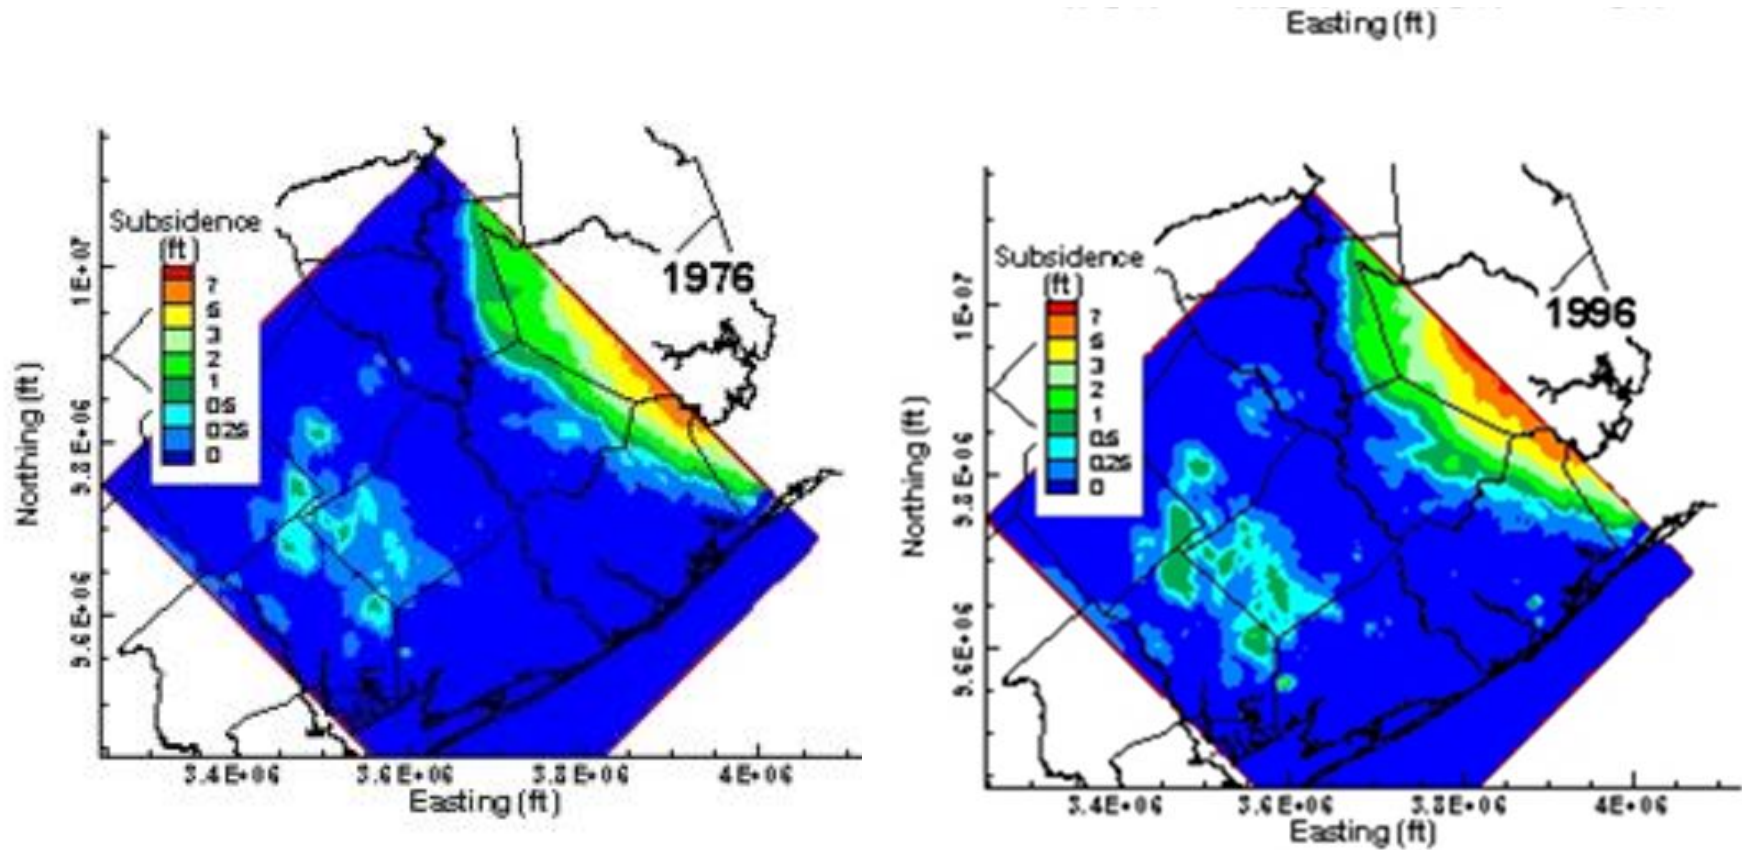 Easting (ft)
Subsidence
(ft)
7
5
3
2
1
0.5
0.25
0
1976
Northing (ft)
1E+07
9.8E+06
9.6E+06
3.4E+06 3.6E+06 3.8E+06 4E+06
Easting (ft)
Subsidence
(ft)
7
5
3
2
1
0.5
0.25
0
1996
Northing (ft)
1E+07
9.8E+06
9.6E+06
3.4E+06 3.6E+06 3.8E+06 4E+06
Easting (ft)